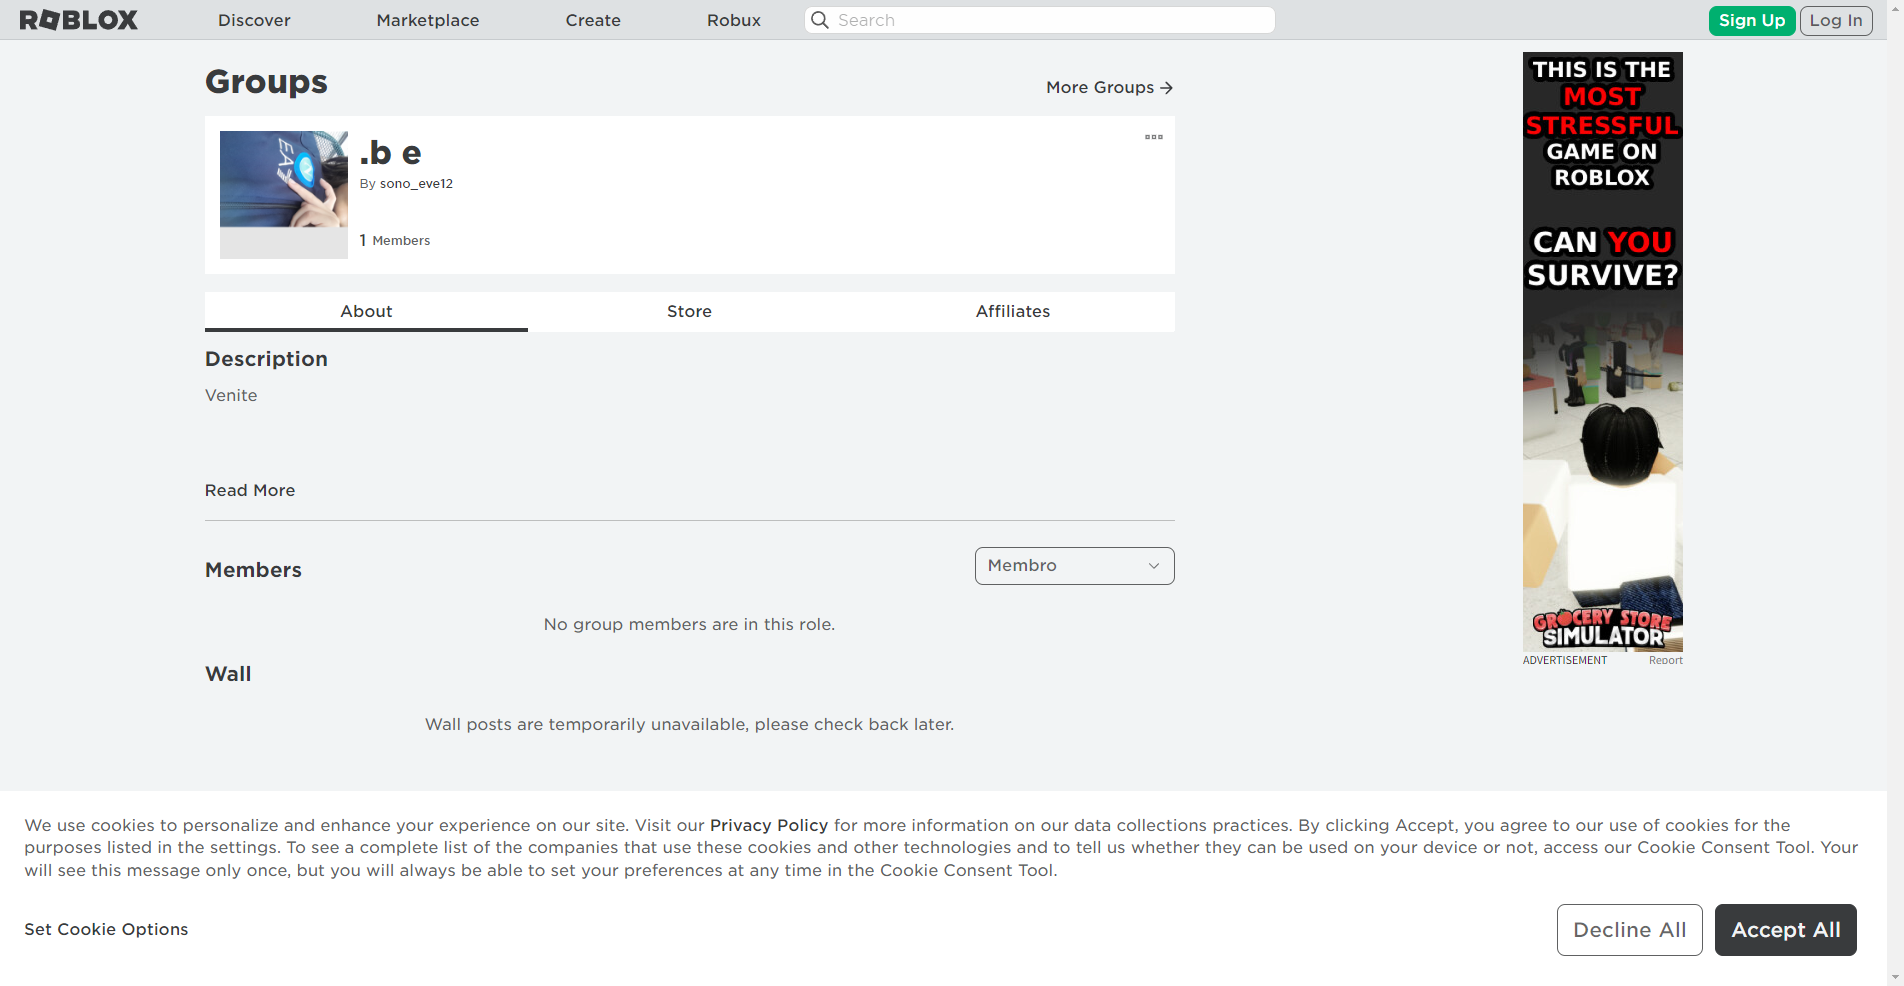 ROBLOX
Discover
Marketplace
Create
Robux
Search
Sign Up
Log In
Groups
More Groups
EA7
.b e
By sono_eve12
1 Members
About
Store
Affiliates
Description
Venite
Read More
Members
Membro
No group members are in this role.
Wall
Wall posts are temporarily unavailable, please check back later.
THIS IS THE
MOST
STRESSFUL
GAME ON
ROBLOX
CAN YOU
SURVIVE?
GROCERY STORE
SIMULATOR
ADVERTISEMENT
Report
We use cookies to personalize and enhance your experience on our site. Visit our Privacy Policy for more information on our data collections practices. By clicking Accept, you agree to our use of cookies for the
purposes listed in the settings. To see a complete list of the companies that use these cookies and other technologies and to tell us whether they can be used on your device or not, access our Cookie Consent Tool. Your
will see this message only once, but you will always be able to set your preferences at any time in the Cookie Consent Tool.
Set Cookie Options
Decline All
Accept All